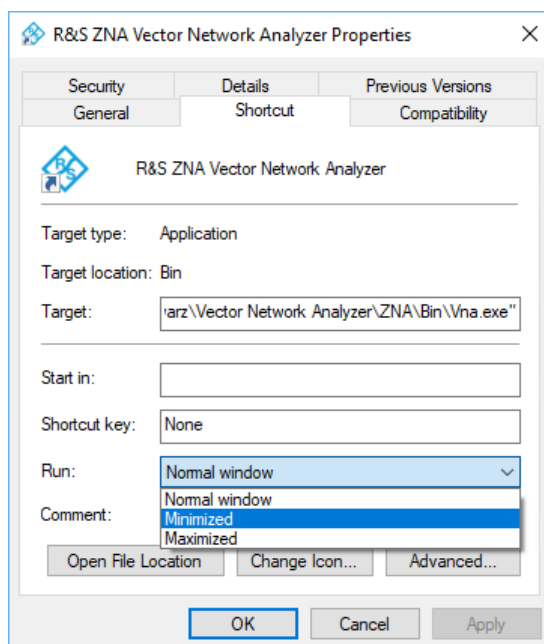 R&S ZNA Vector Network Analyzer Properties
Security Details Previous Versions
General Shortcut Compatibility
R&S
R&S ZNA Vector Network Analyzer
Target type: Application
Target location: Bin
Target: arz\Vector Network Analyzer\ZNA\Bin\Vna.exe"
Start in:
Shortcut key: None
Run: Normal window
Normal window
Comment: Minimized
Maximized
Open File Location Change Icon... Advanced...
OK Cancel Apply